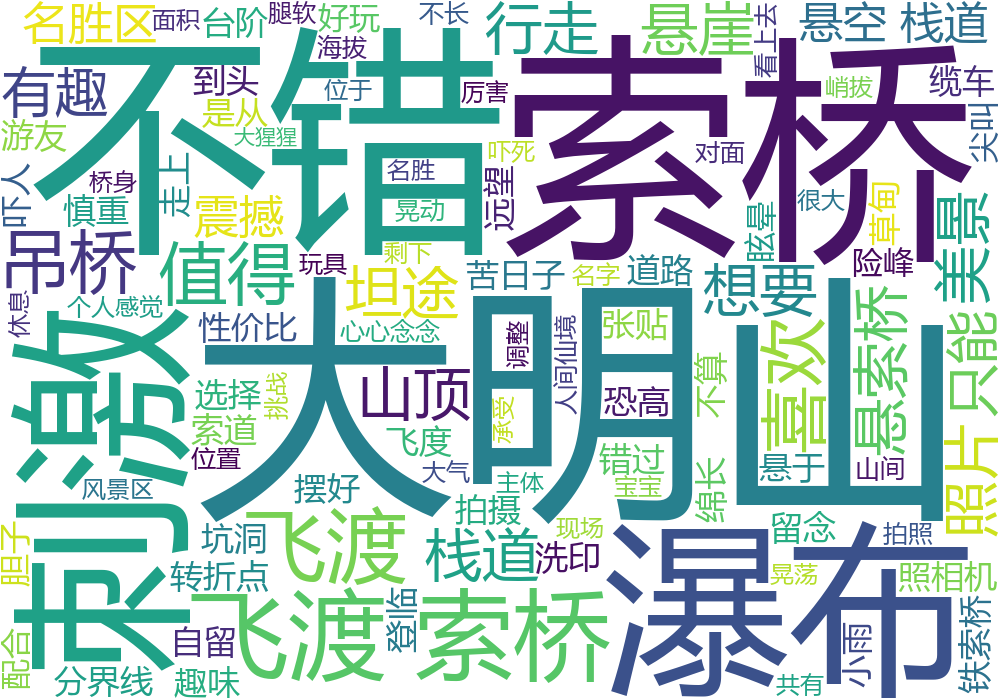 名胜区
面积
台阶
腿软
好玩
不长
行走
悬崖
看上去
悬空
栈道
不错
索桥
有趣
到头
海拔
位于
厉害
峭拔
缆车
是从
大猩猩
游友
吓死
对面
尖叫
吓人
桥身
走上
名胜
远望
慎重
震撼
晃动
眩晕
很大
草甸
吊桥
值得
剩下
玩具
坦途
苦日子
名字
道路
险峰
美景
休息
个人感觉
想要
性价比
心心念念
调整
人间仙境
张贴
悬索桥
只能
刺激
大明山
喜欢
选择
挑战
山顶
承受
恐高
不算
索道
飞度
位置
大气
错过
悬于
山间
照片
风景区
摆好
主体
宝宝
绵长
胆子
坑洞
飞渡
拍摄
现场
留念
拍照
栈道
洗印
瀑布
转折点
晃荡
照相机
飞渡
索桥
登临
配合
自留
小雨
铁索桥
分界线
趣味
共有